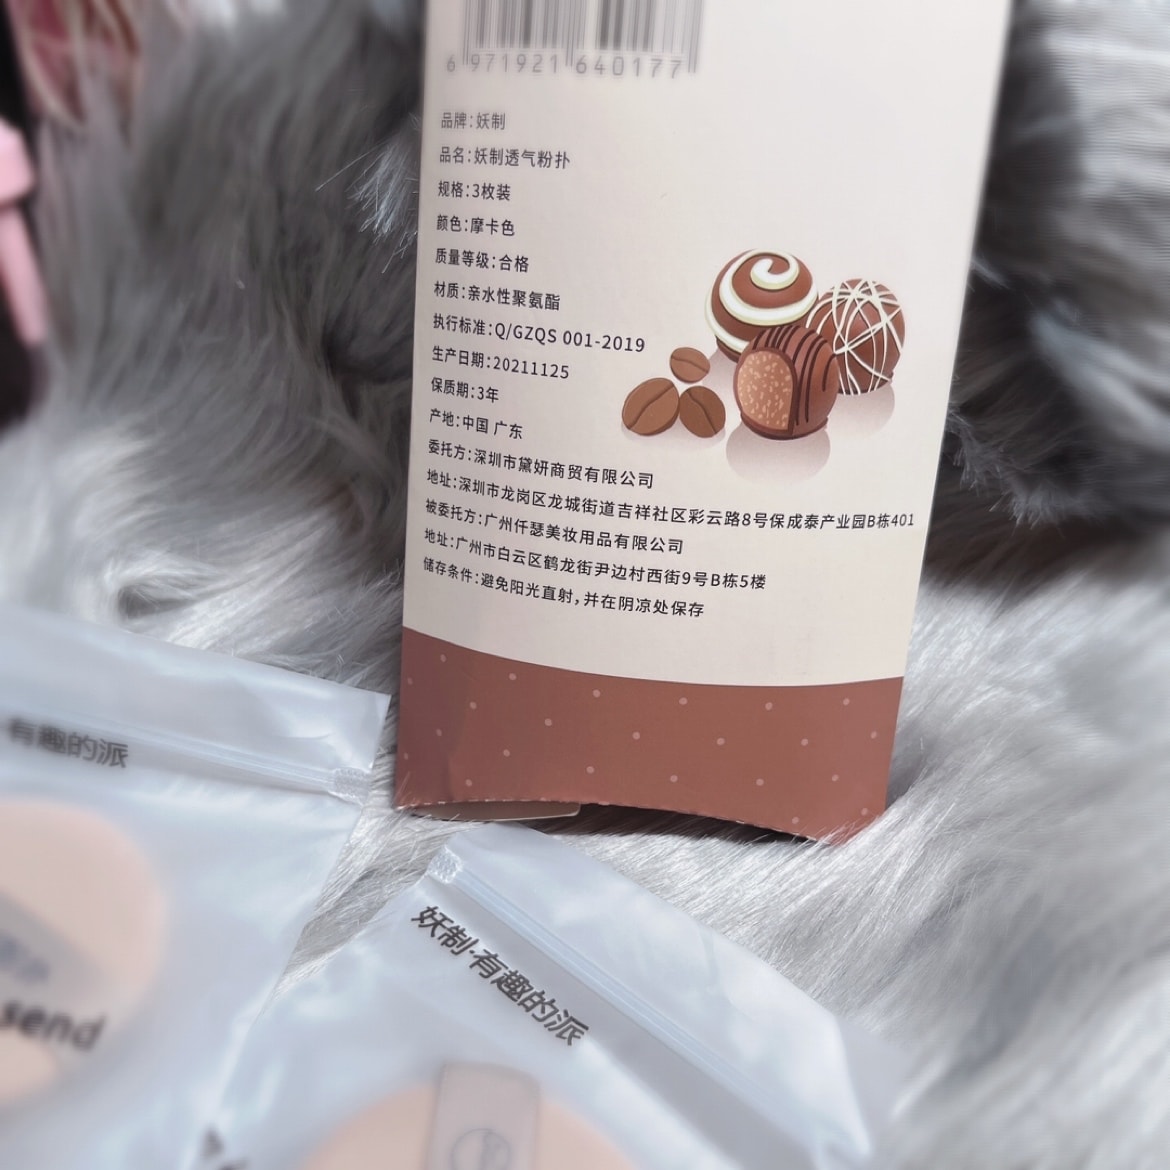 6 971921 640177
品牌:妖制
品名:妖制透气粉扑
规格:3枚装
颜色:摩卡色
质量等级:合格
材质:亲水性聚氨酯
执行标准:Q/GZQS 001-2019
生产日期:20211125
保质期:3年
产地:中国 广东
委托方:深圳市黛妍商贸有限公司
地址:深圳市龙岗区龙城街道吉祥社区彩云路8号保成泰产业园B栋401
被委托方:广州仟瑟美妆用品有限公司
地址:广州市白云区鹤龙街尹边村西街9号B栋5楼
储存条件:避免阳光直射,并在阴凉处保存
有趣的派
send
妖制·有趣的派